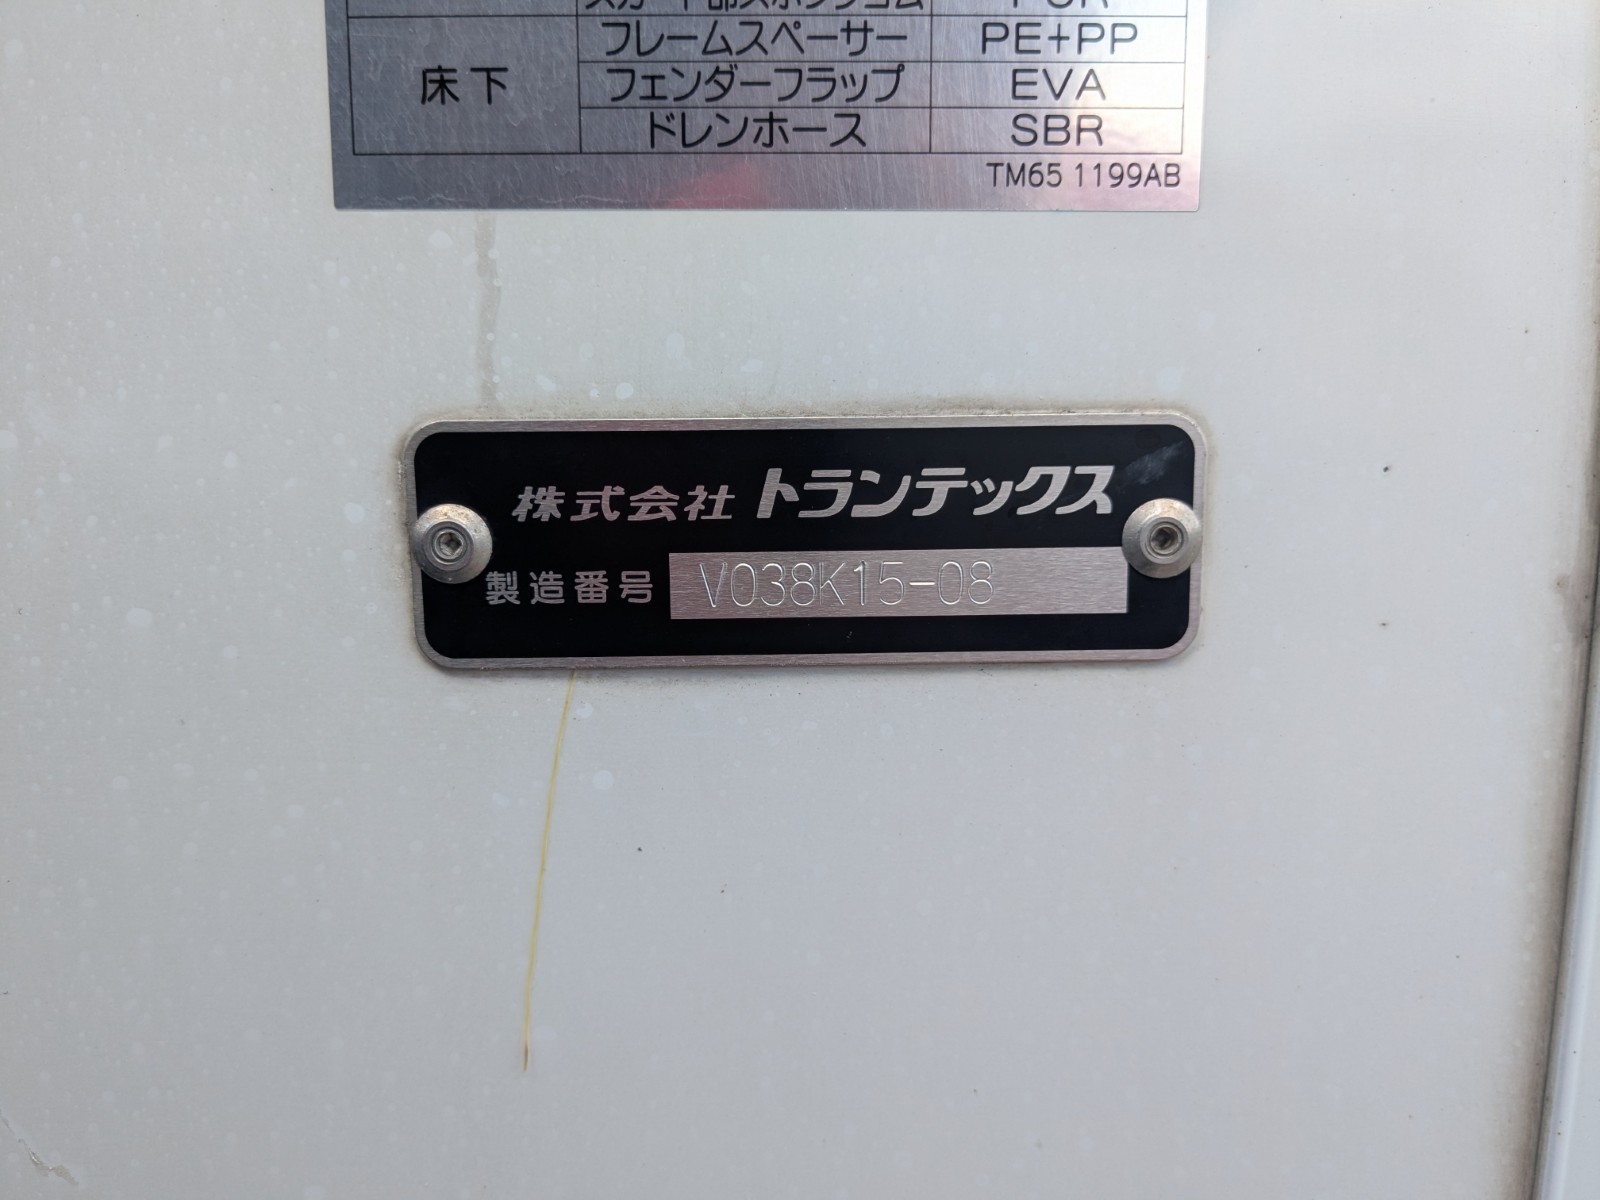 フレームスペーサー PE+PP
床下 フェンダーフラップ EVA
ドレンホース SBR
TM65 1199AB
株式会社 トランテックス
製造番号 V038K15-08